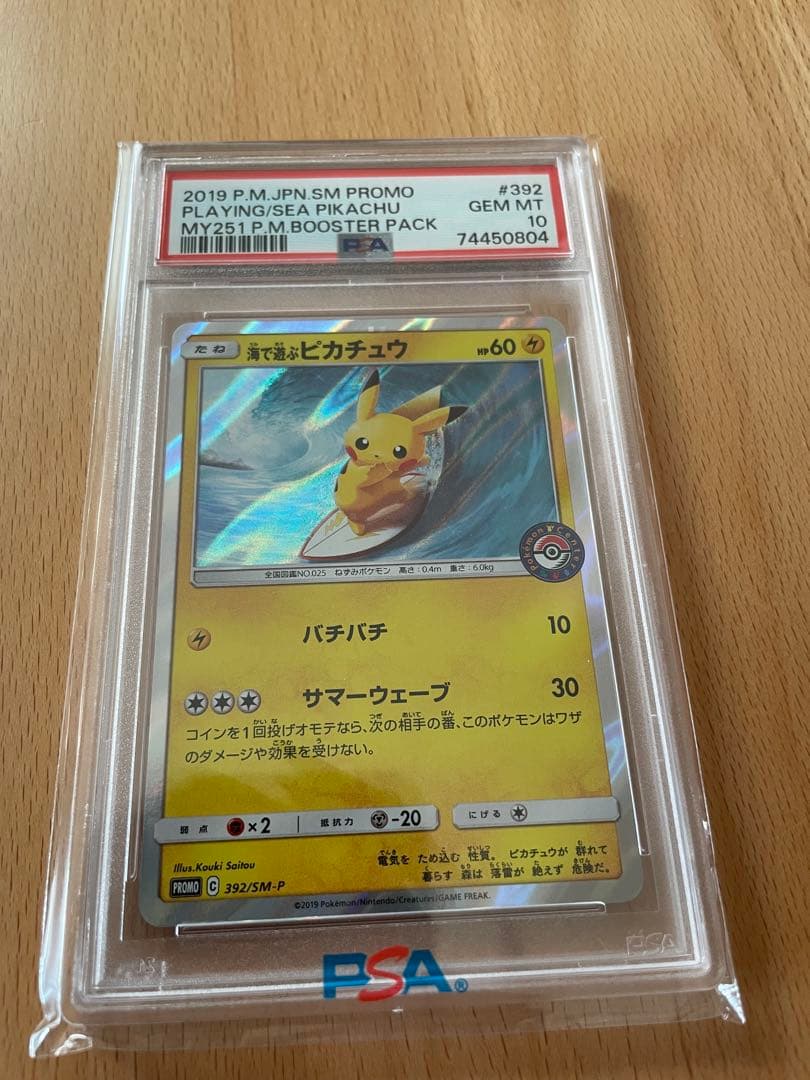 2019 P.M.JPN.SM PROMO #392
PLAYING/SEA PIKACHU GEM MT
MY251 P.M.BOOSTER PACK 10
PSA 74450804
たね 海で遊ぶピカチュウ HP60
Pokémon Center
全国図鑑NO.025 ねずみポケモン 高さ:0.4m 重さ:6.0kg
バチバチ 10
サマーウェーブ 30
コインを1回投げオモテなら、次の相手の番、このポケモンはワザ
のダメージや効果を受けない。
弱点 ×2 抵抗力 -20 にげる
Illus.Kouki Saitou
電気を ため込む 性質。 ピカチュウが 群れて
暮らす 森は 落雷が 絶えず 危険だ。
PROMO C 392/SM-P
©2019 Pokémon/Nintendo/Creatures/GAME FREAK.
PSA
PSA®